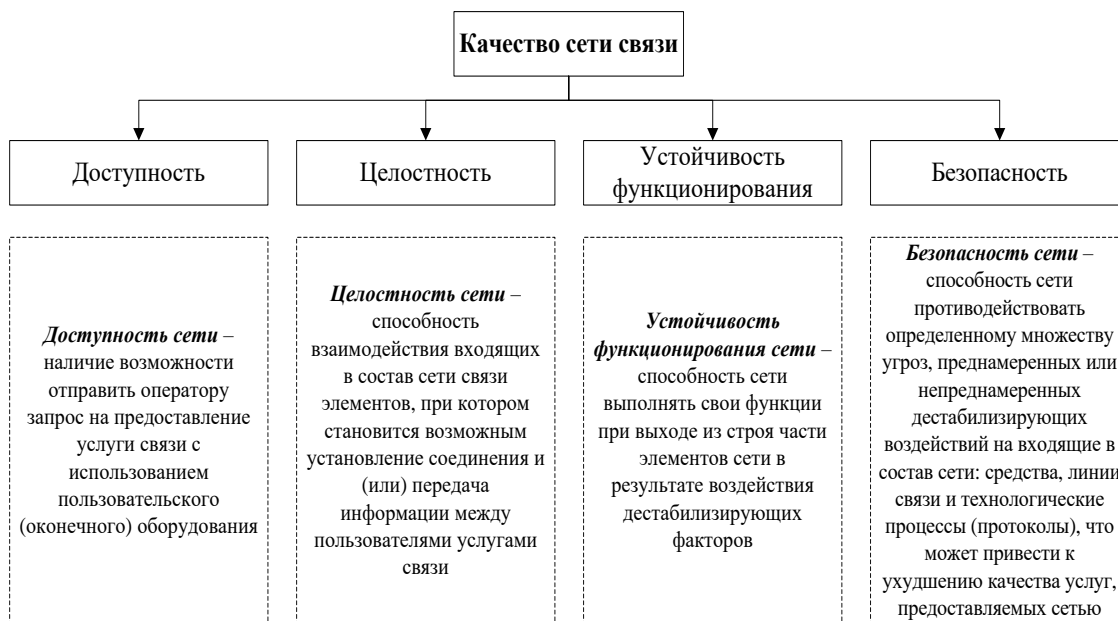 Качество сети связи
Доступность
Целостность
Устойчивость
функционирования
Безопасность
Доступность сети –
наличие возможности
отправить оператору
запрос на предоставление
услуги связи с
использованием
пользовательского
(оконечного) оборудования
Целостность сети –
способность
взаимодействия входящих
в состав сети связи
элементов, при котором
становится возможным
установление соединения и
(или) передача
информации между
пользователями услугами
связи
Устойчивость
функционирования сети –
способность сети
выполнять свои функции
при выходе из строя части
элементов сети в
результате воздействия
дестабилизирующих
факторов
Безопасность сети –
способность сети
противодействовать
определенному множеству
угроз, преднамеренных или
непреднамеренных
дестабилизирующих
воздействий на входящие в
состав сети: средства, линии
связи и технологические
процессы (протоколы), что
может привести к
ухудшению качества услуг,
предоставляемых сетью